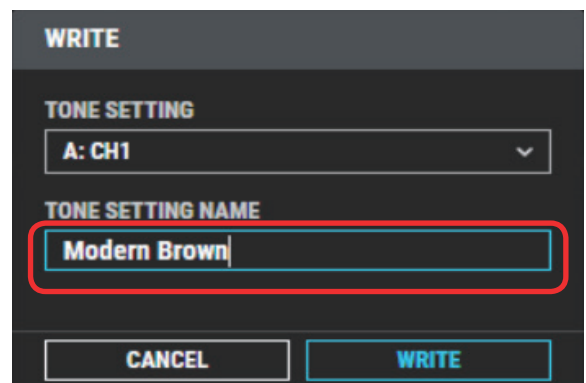 WRITE
TONE SETTING
A: CH1
TONE SETTING NAME
Modern Brown
CANCEL
WRITE